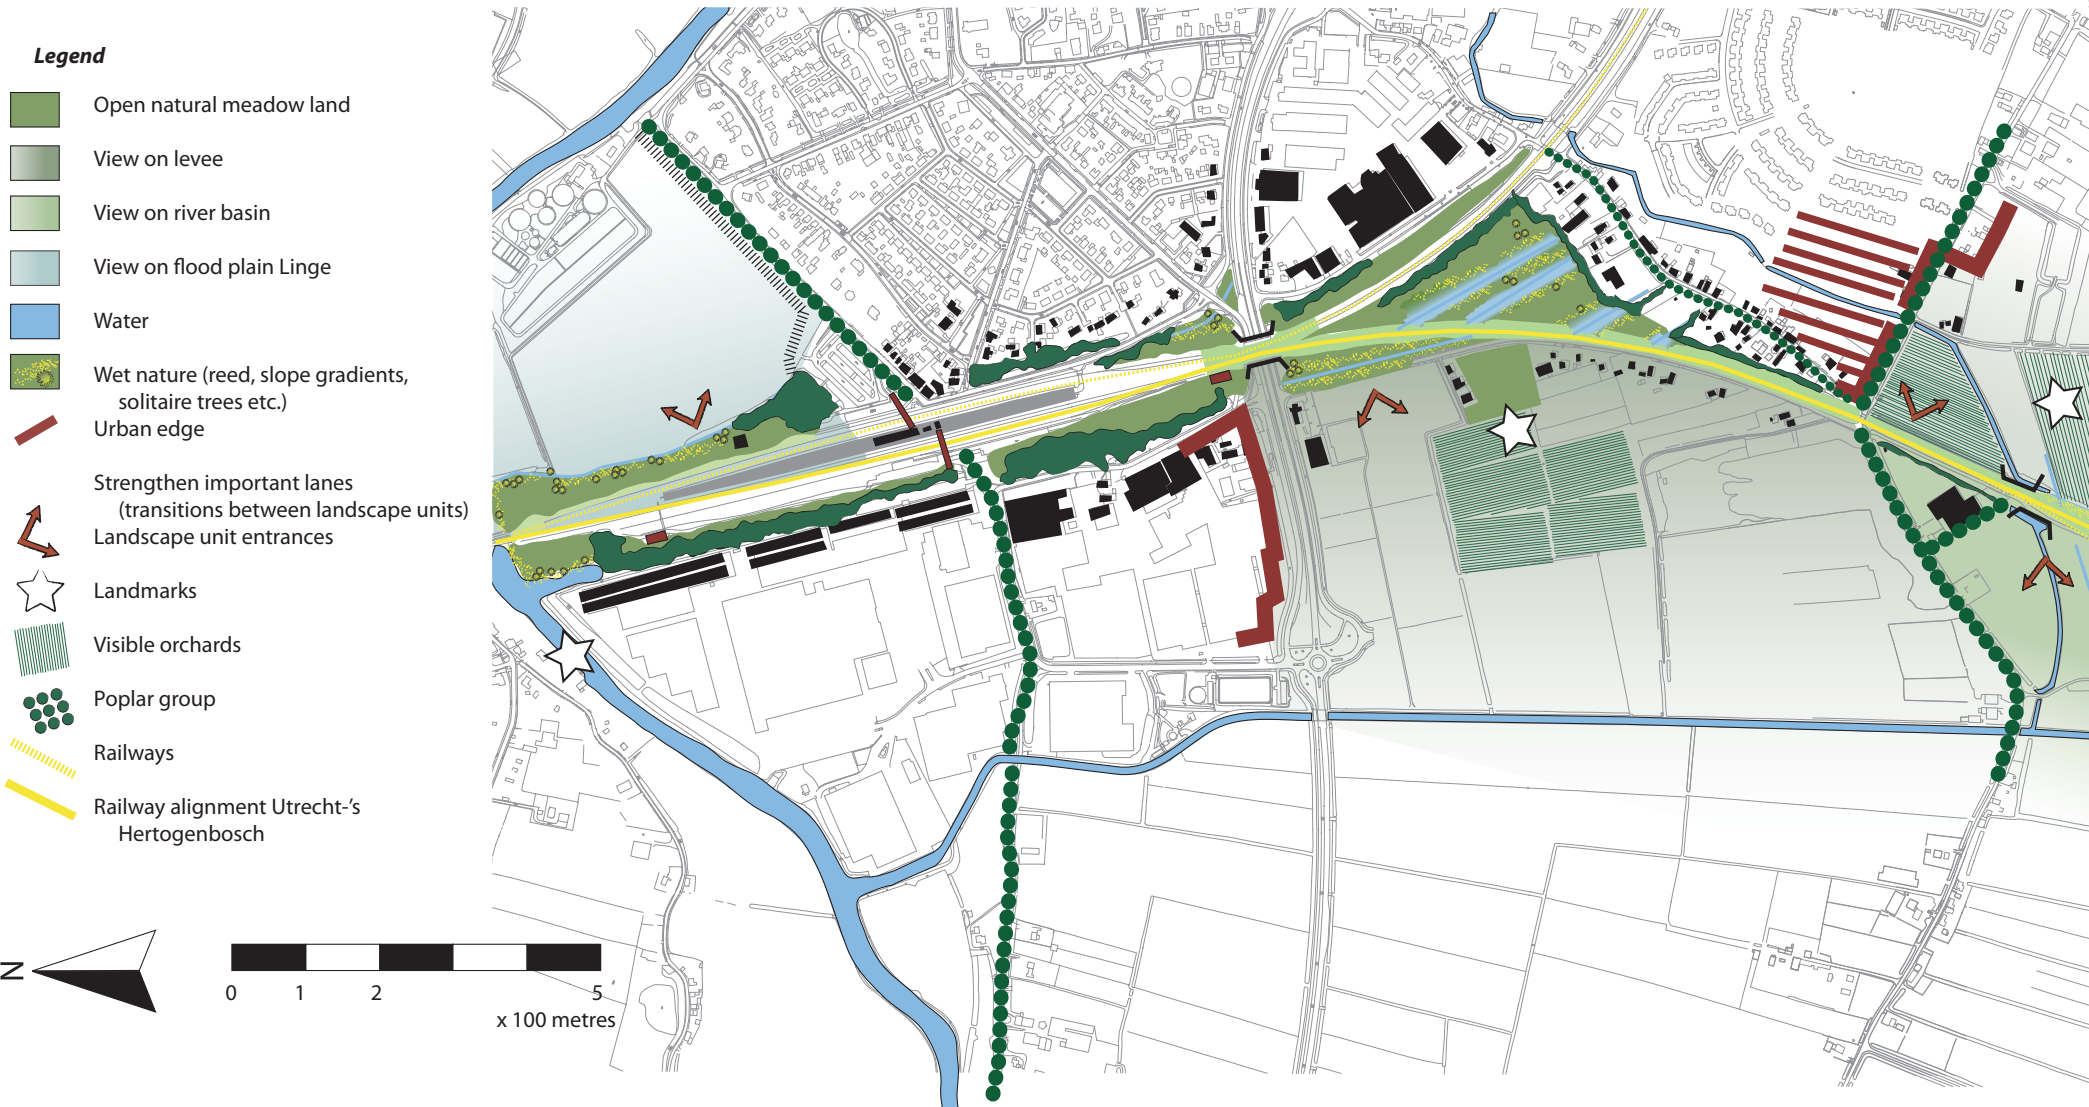 Legend
Open natural meadow land
View on levee
View on river basin
View on flood plain Linge
Water
Wet nature (reed, slope gradients,
solitaire trees etc.)
Urban edge
Strengthen important lanes
(transitions between landscape units)
Landscape unit entrances
Landmarks
Visible orchards
Poplar group
Railways
Railway alignment Utrecht-'s
Hertogenbosch
N
0 1 2 5
x 100 metres